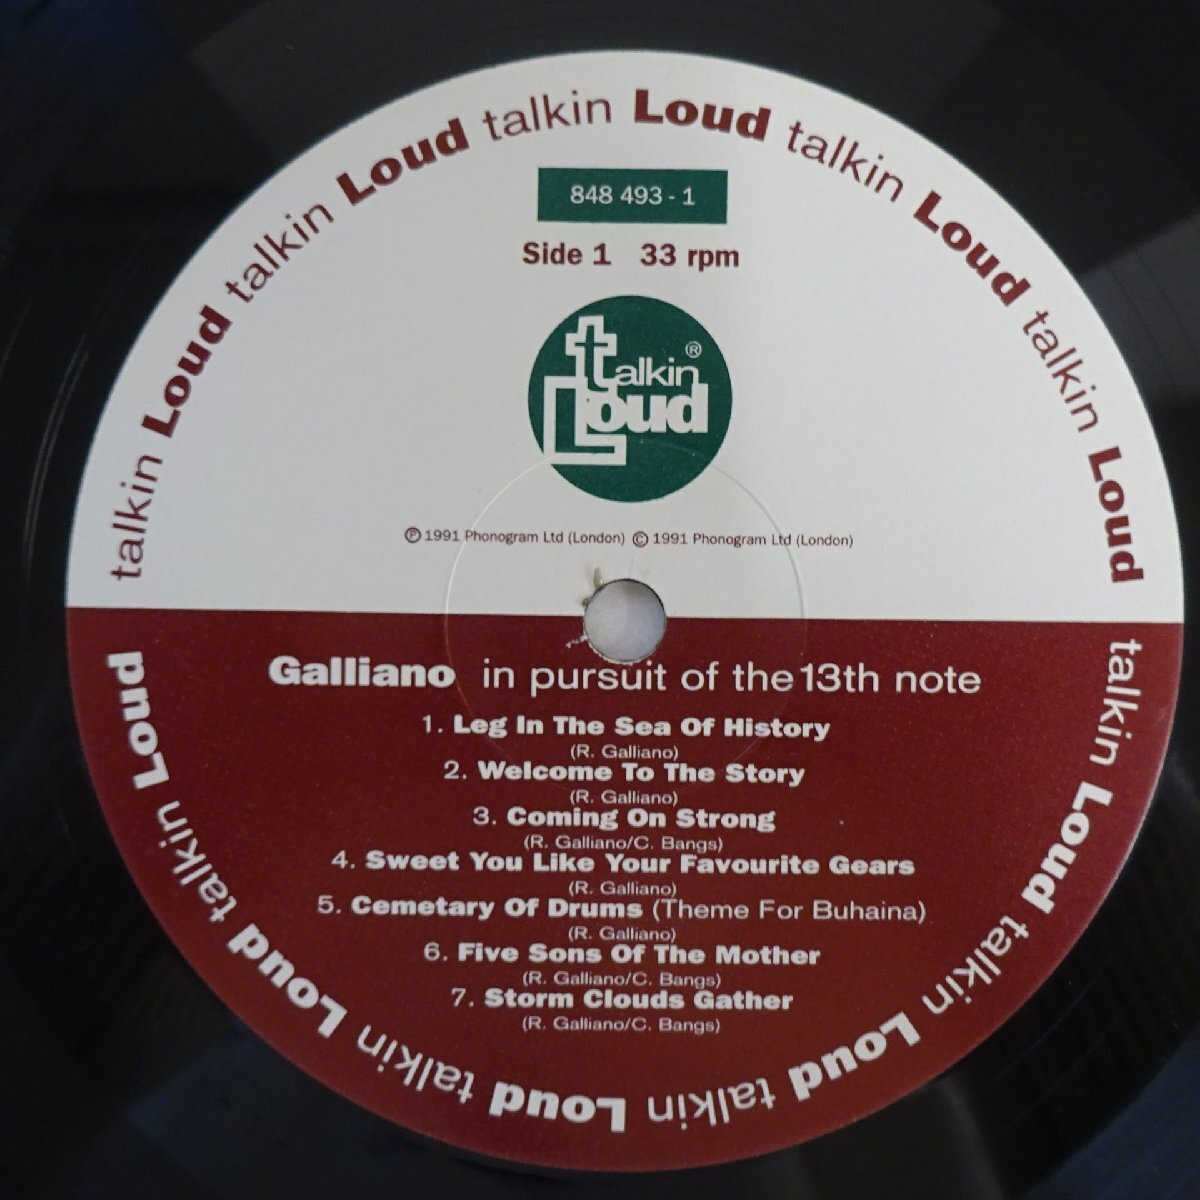 talkin Loud talkin Loud talkin Loud talkin Loud talkin Loud
848 493 - 1
Side 1 33 rpm
talkin®
Loud
℗ 1991 Phonogram Ltd (London) © 1991 Phonogram Ltd (London)
Galliano in pursuit of the 13th note
1. Leg In The Sea Of History
(R. Galliano)
2. Welcome To The Story
(R. Galliano)
3. Coming On Strong
(R. Galliano/C. Bangs)
4. Sweet You Like Your Favourite Gears
(R. Galliano)
5. Cemetary Of Drums (Theme For Buhaina)
(R. Galliano)
6. Five Sons Of The Mother
(R. Galliano/C. Bangs)
7. Storm Clouds Gather
(R. Galliano/C. Bangs)
talkin Loud talkin Loud talkin Loud talkin Loud talkin Loud